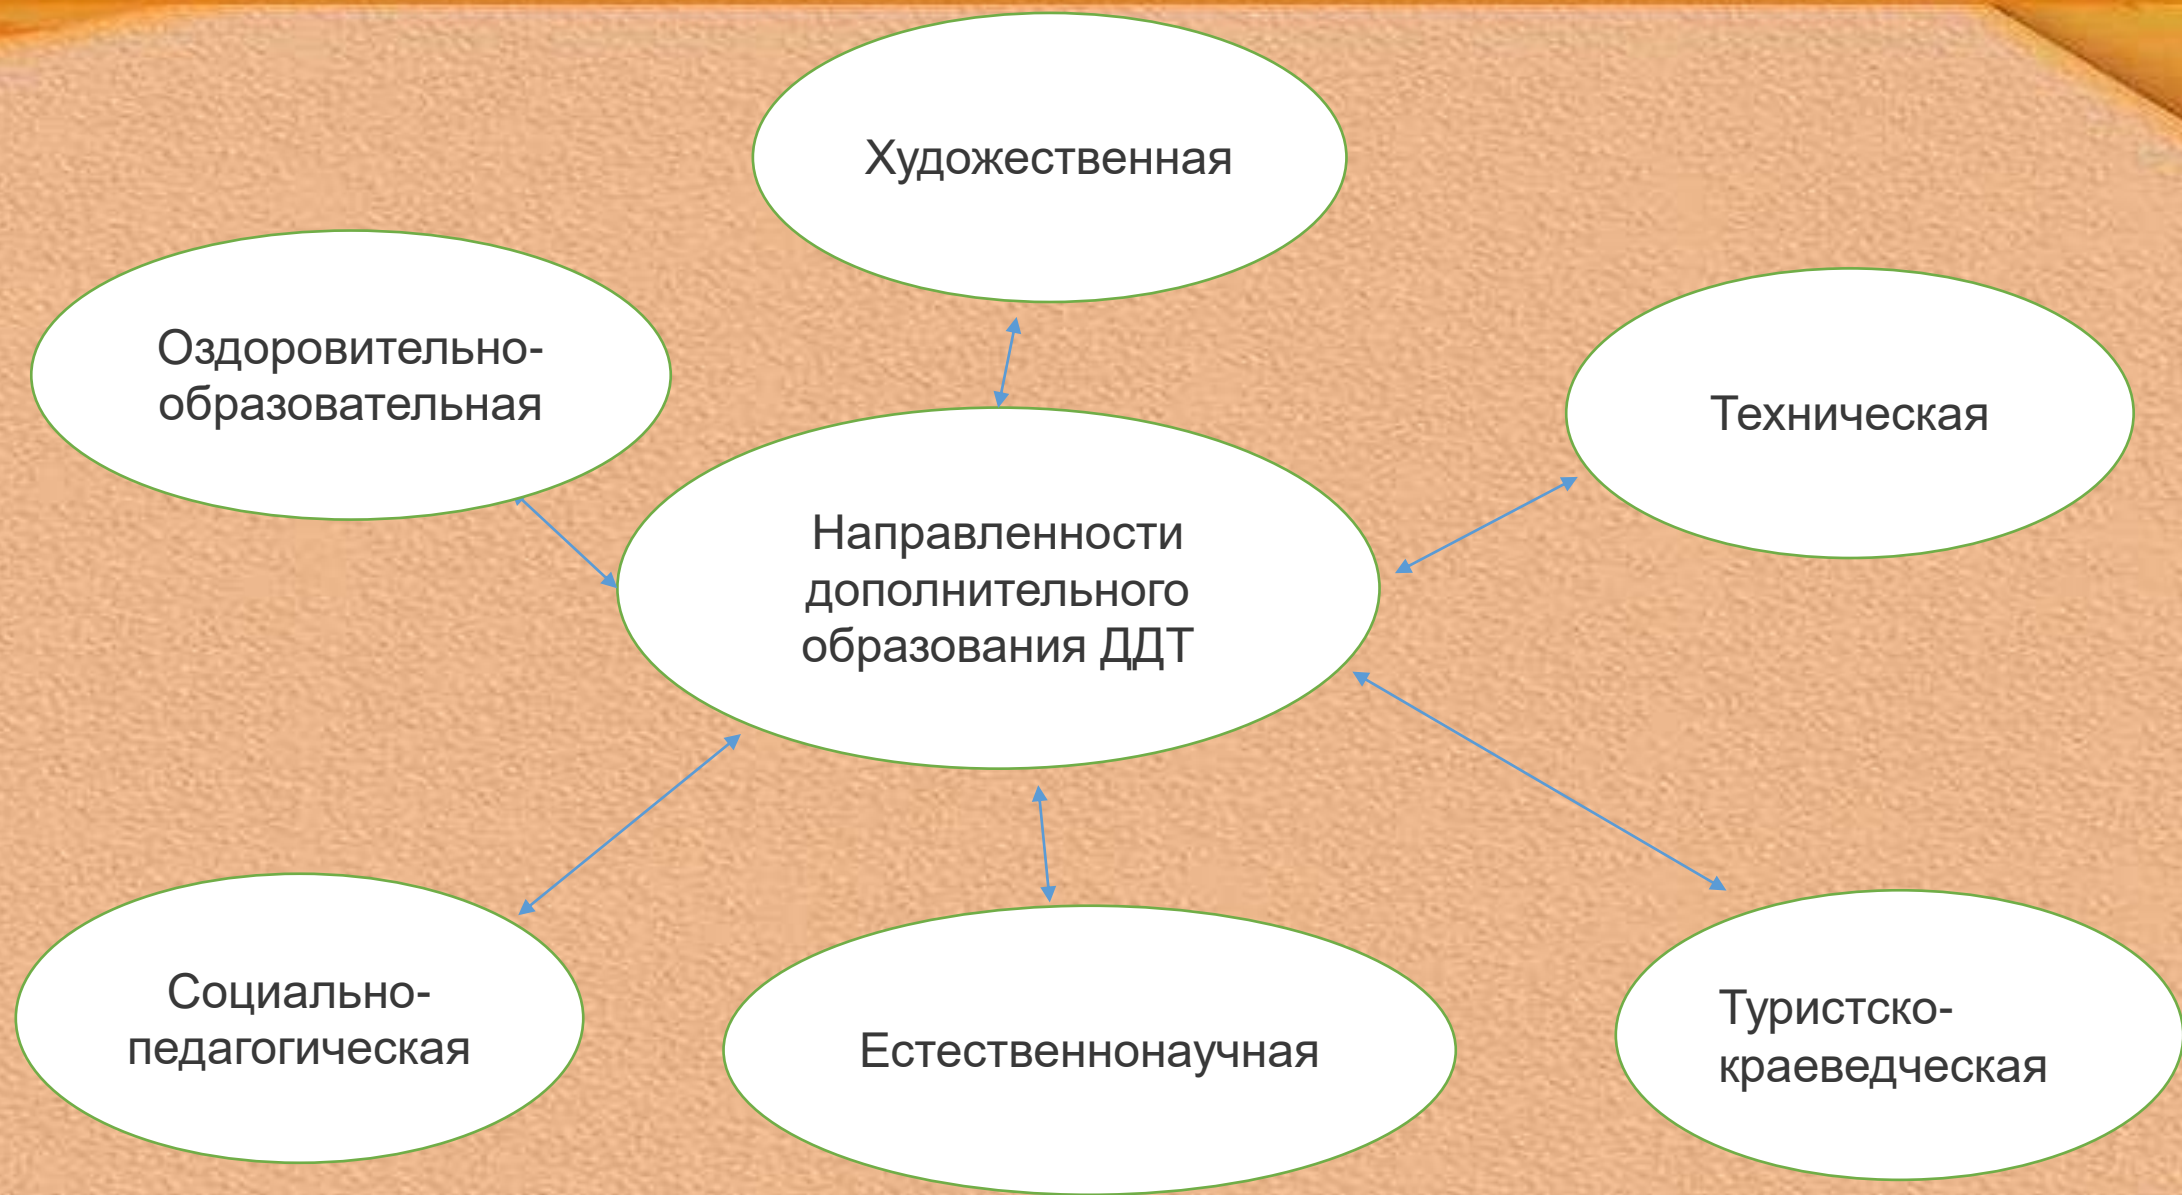 Художественная
Оздоровительно-
образовательная
Техническая
Направленности
дополнительного
образования ДДТ
Социально-
педагогическая
Естественнонаучная
Туристско-
краеведческая